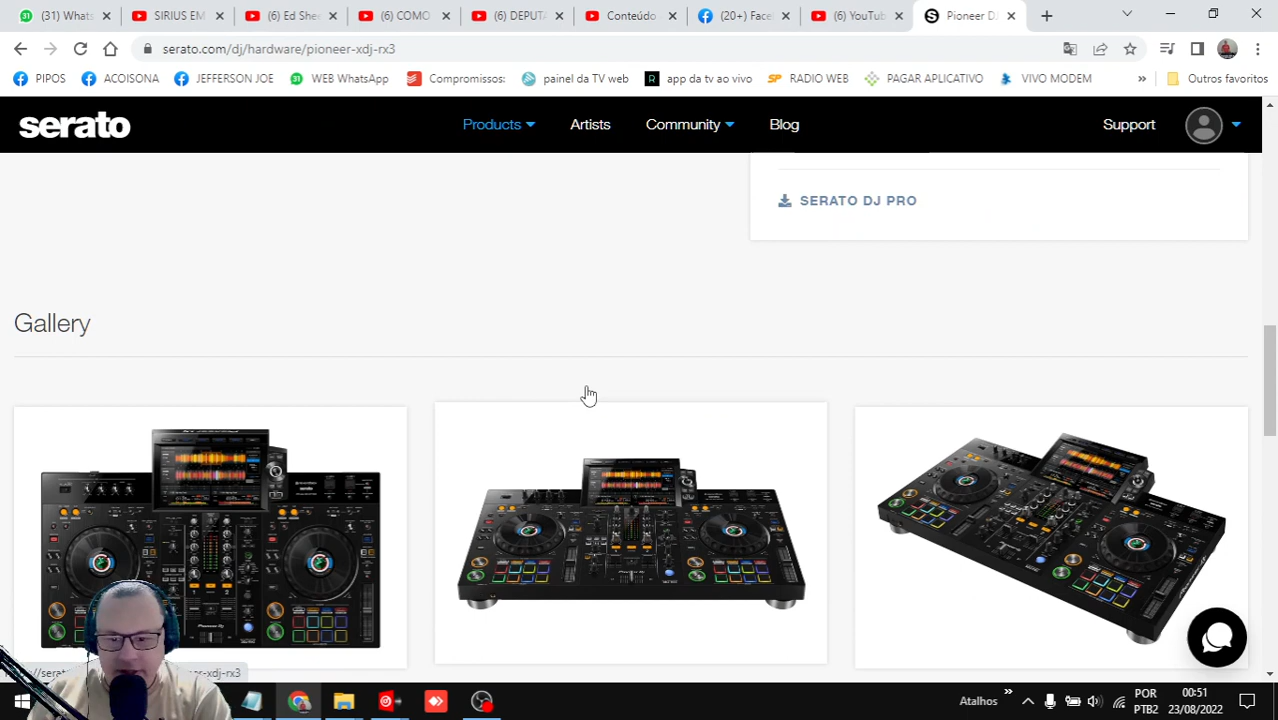 (31) Whats
SIRIUS EM
(6) Ed Shee
(6) COMO
(6) DEPUTA
Conteúdo
(20+) Face
(6) YouTub
Pioneer DJ
serato.com/dj/hardware/pioneer-xdj-rx3
PIPOS
ACOISONA
JEFFERSON JOE
WEB WhatsApp
Compromissos:
painel da TV web
app da tv ao vivo
RADIO WEB
PAGAR APLICATIVO
VIVO MODEM
»
Outros favoritos
serato
Products
Artists
Community
Blog
Support
SERATO DJ PRO
Gallery
Atalhos
»
POR
PTB2
00:51
23/08/2022